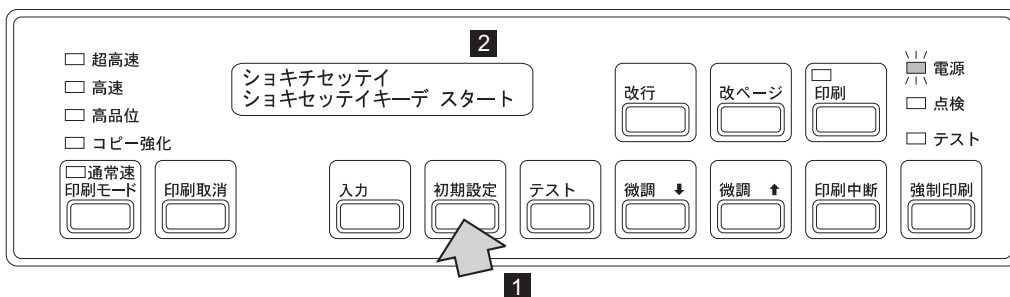 2
超高速
高速
高品位
コピー強化
ショキチセッテイ
ショキセッテイキーデ スタート
改行
改ページ
印刷
電源
点検
テスト
通常速
印刷モード
印刷取消
入力
初期設定
テスト
微調 ⬇
微調 ⬆
印刷中断
強制印刷
1